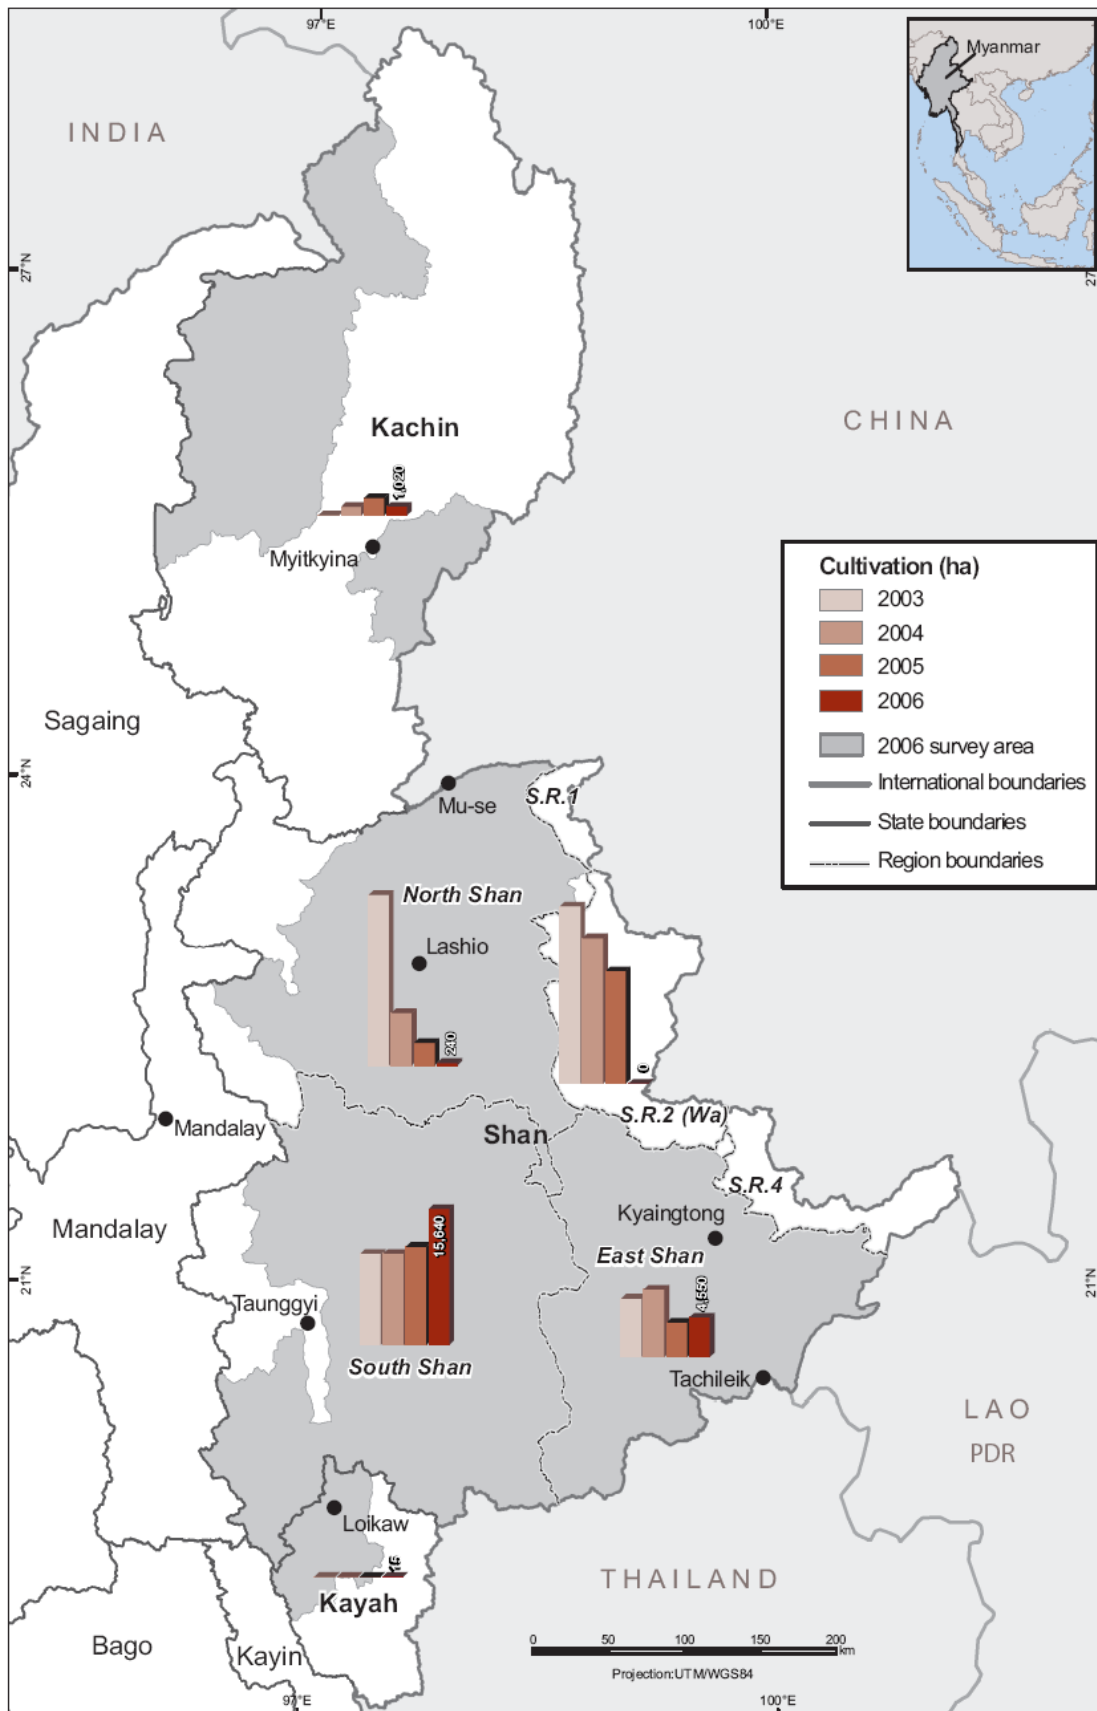 97°E
100°E
Myanmar
INDIA
27°N
27
CHINA
Kachin
1,020
Myitkyina
Cultivation (ha)
2003
2004
2005
2006
2006 survey area
International boundaries
State boundaries
Region boundaries
Sagaing
24°N
S.R.1
Mu-se
North Shan
Lashio
240
0
S.R.2 (Wa)
Mandalay
Shan
S.R.4
Kyaingtong
Mandalay
15,640
East Shan
21°N
21°N
4,550
Taunggyi
South Shan
Tachileik
LAO
PDR
Loikaw
15
THAILAND
Kayah
Bago
Kayin
0 50 100 150 200
km
Projection:UTM/WGS84
97°E
100°E